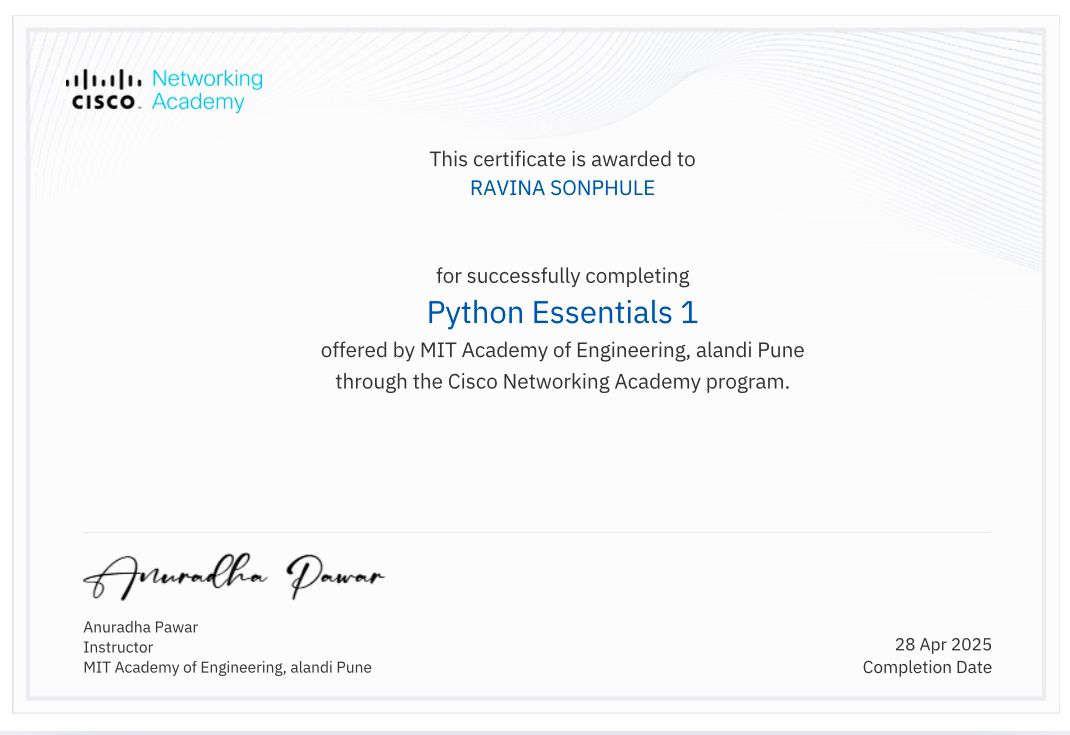 CISCO Networking
Academy
This certificate is awarded to
RAVINA SONPHULE
for successfully completing
Python Essentials 1
offered by MIT Academy of Engineering, alandi Pune
through the Cisco Networking Academy program.
Anuradha Pawar
Anuradha Pawar
Instructor
MIT Academy of Engineering, alandi Pune
28 Apr 2025
Completion Date